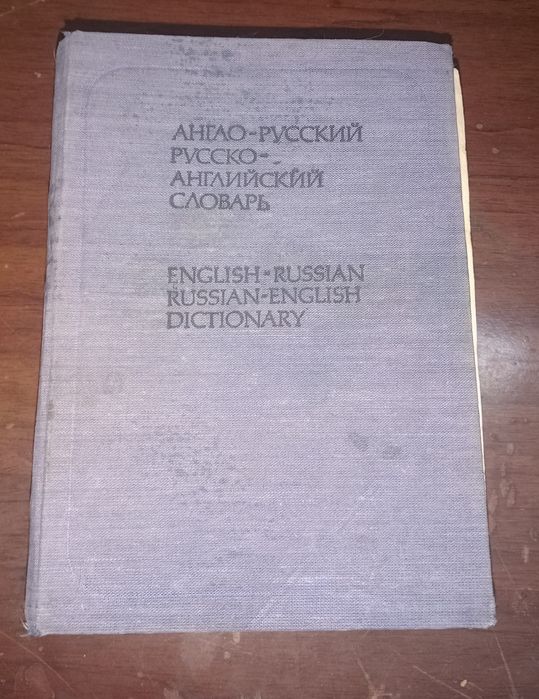 АНГЛО-РУССКИЙ
РУССКО-
АНГЛИЙСКИЙ
СЛОВАРЬ
ENGLISH-RUSSIAN
RUSSIAN-ENGLISH
DICTIONARY